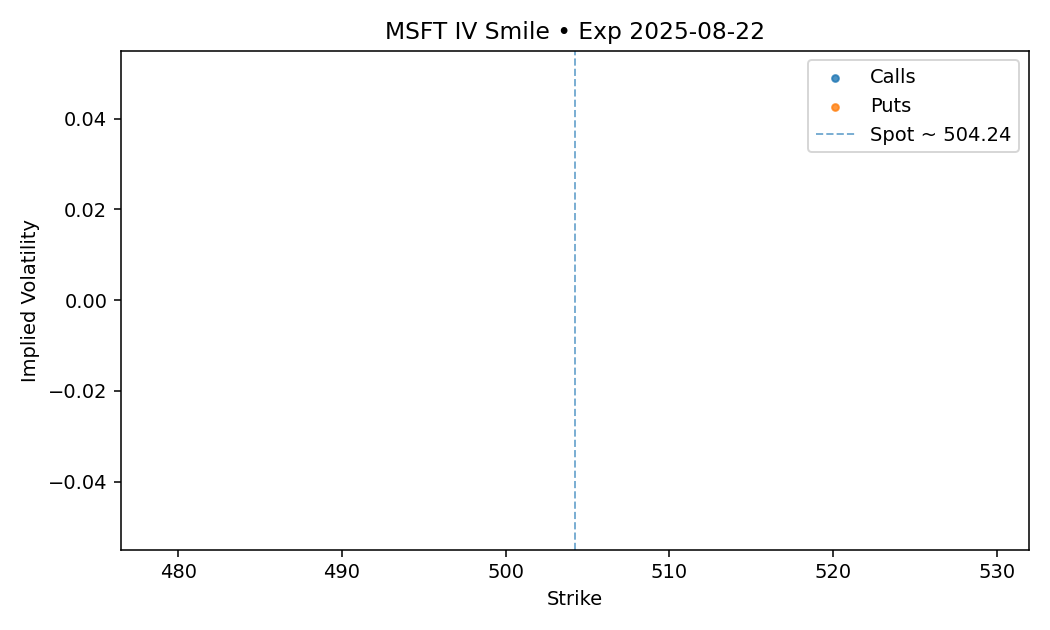 MSFT IV Smile • Exp 2025-08-22
Calls
Puts
Spot ~ 504.24
Implied Volatility
0.04
0.02
0.00
−0.02
−0.04
480 490 500 510 520 530
Strike